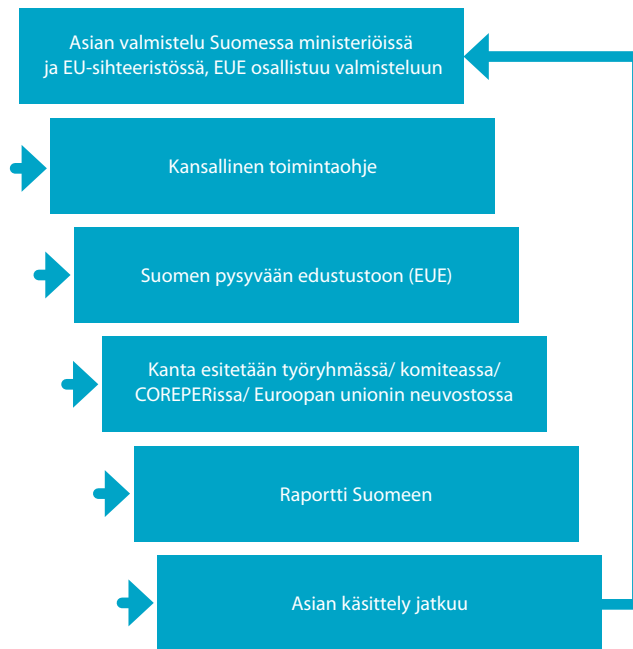 Asian valmistelu Suomessa ministeriöissä
ja EU-sihteeristössä, EUE osallistuu valmisteluun
Kansallinen toimintaohje
Suomen pysyvään edustustoon (EUE)
Kanta esitetään työryhmässä/ komiteassa/
COREPERissa/ Euroopan unionin neuvostossa
Raportti Suomeen
Asian käsittely jatkuu